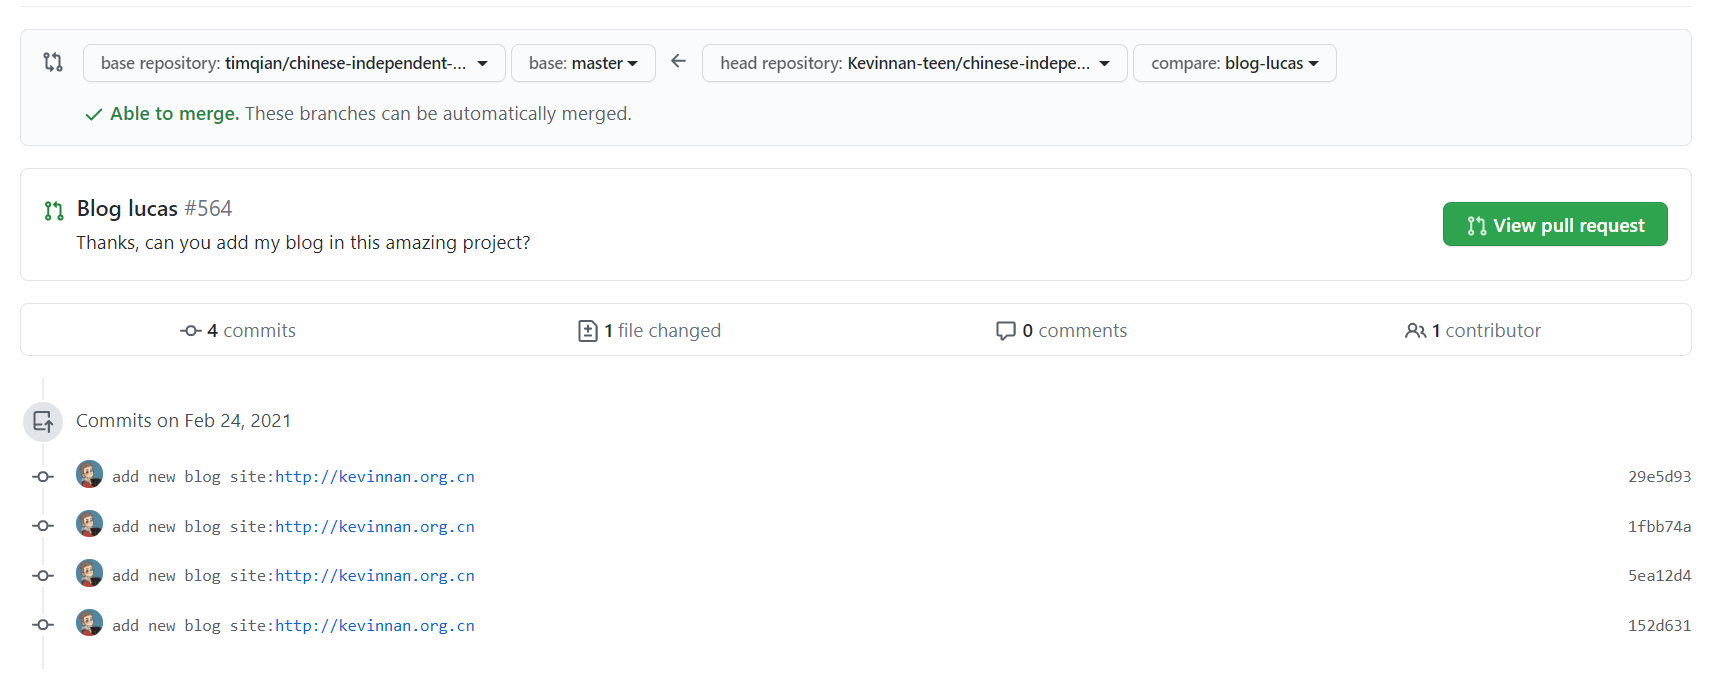 base repository: timqian/chinese-independent-... base: master head repository: Kevinnan-teen/chinese-indepe... compare: blog-lucas
Able to merge. These branches can be automatically merged.
Blog lucas #564
Thanks, can you add my blog in this amazing project?
View pull request
4 commits 1 file changed 0 comments 1 contributor
Commits on Feb 24, 2021
add new blog site:http://kevinnan.org.cn 29e5d93
add new blog site:http://kevinnan.org.cn 1fbb74a
add new blog site:http://kevinnan.org.cn 5ea12d4
add new blog site:http://kevinnan.org.cn 152d631